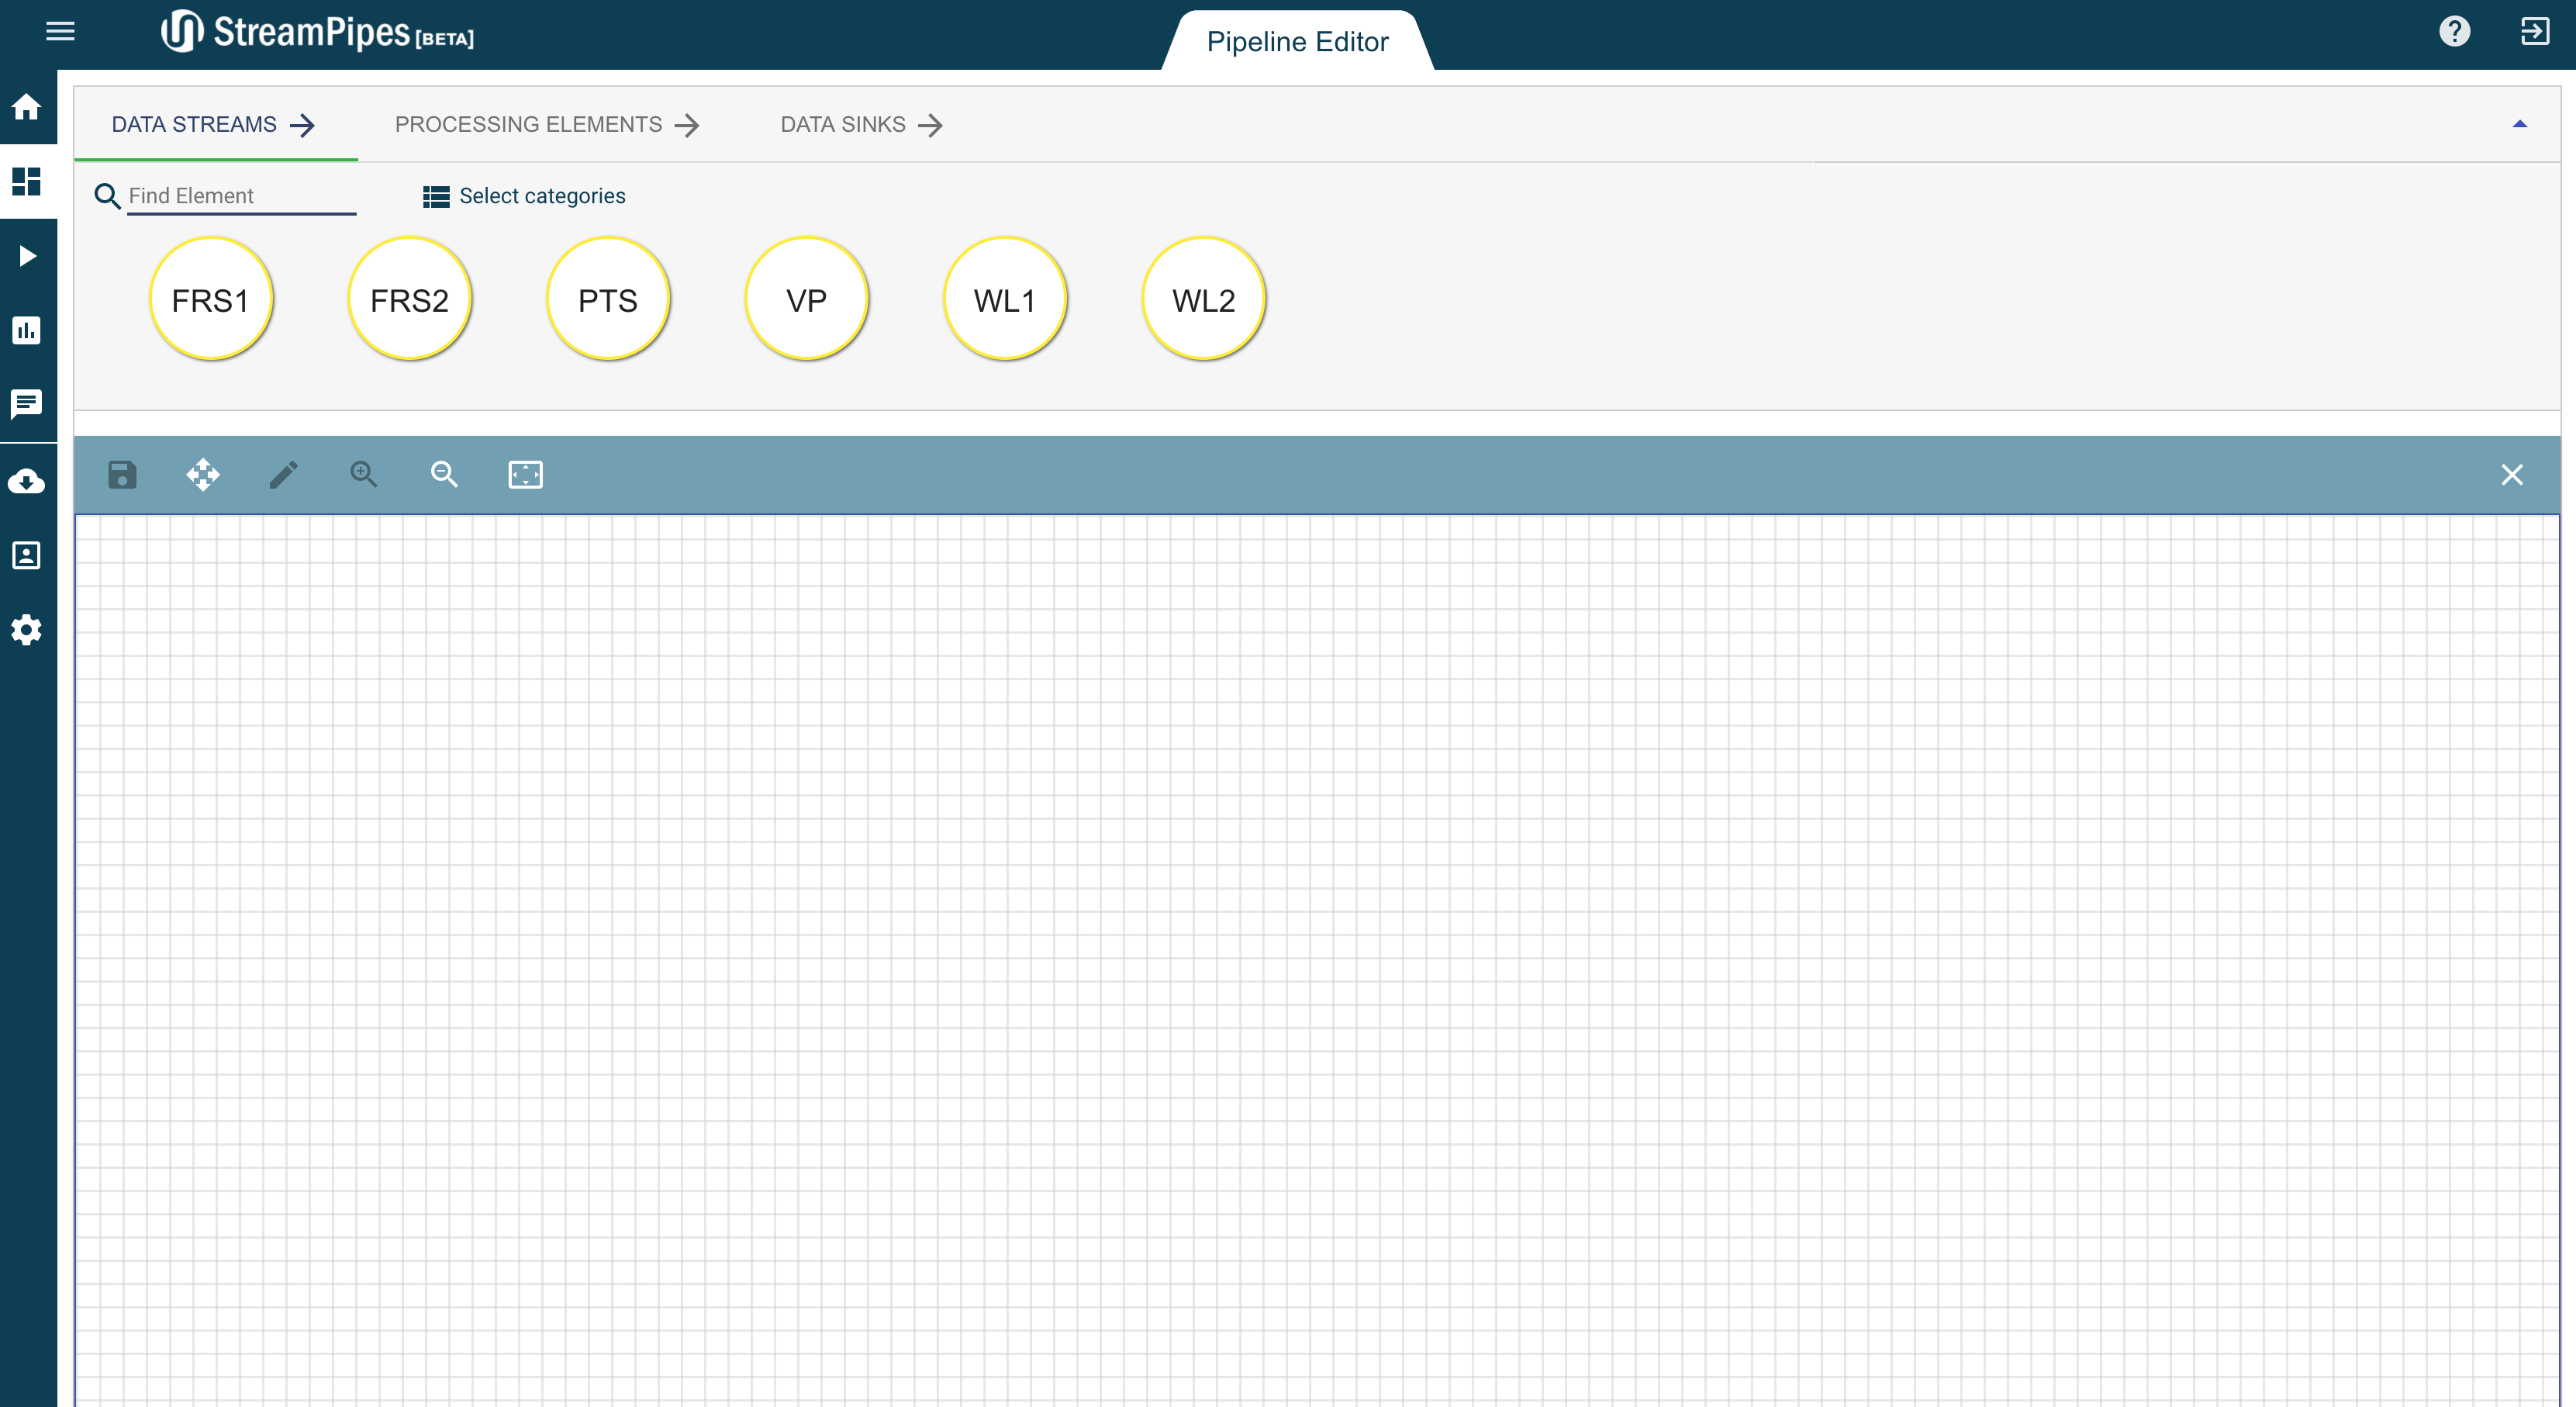 StreamPipes [BETA]
Pipeline Editor
DATA STREAMS
PROCESSING ELEMENTS
DATA SINKS
Find Element
Select categories
FRS1
FRS2
PTS
VP
WL1
WL2